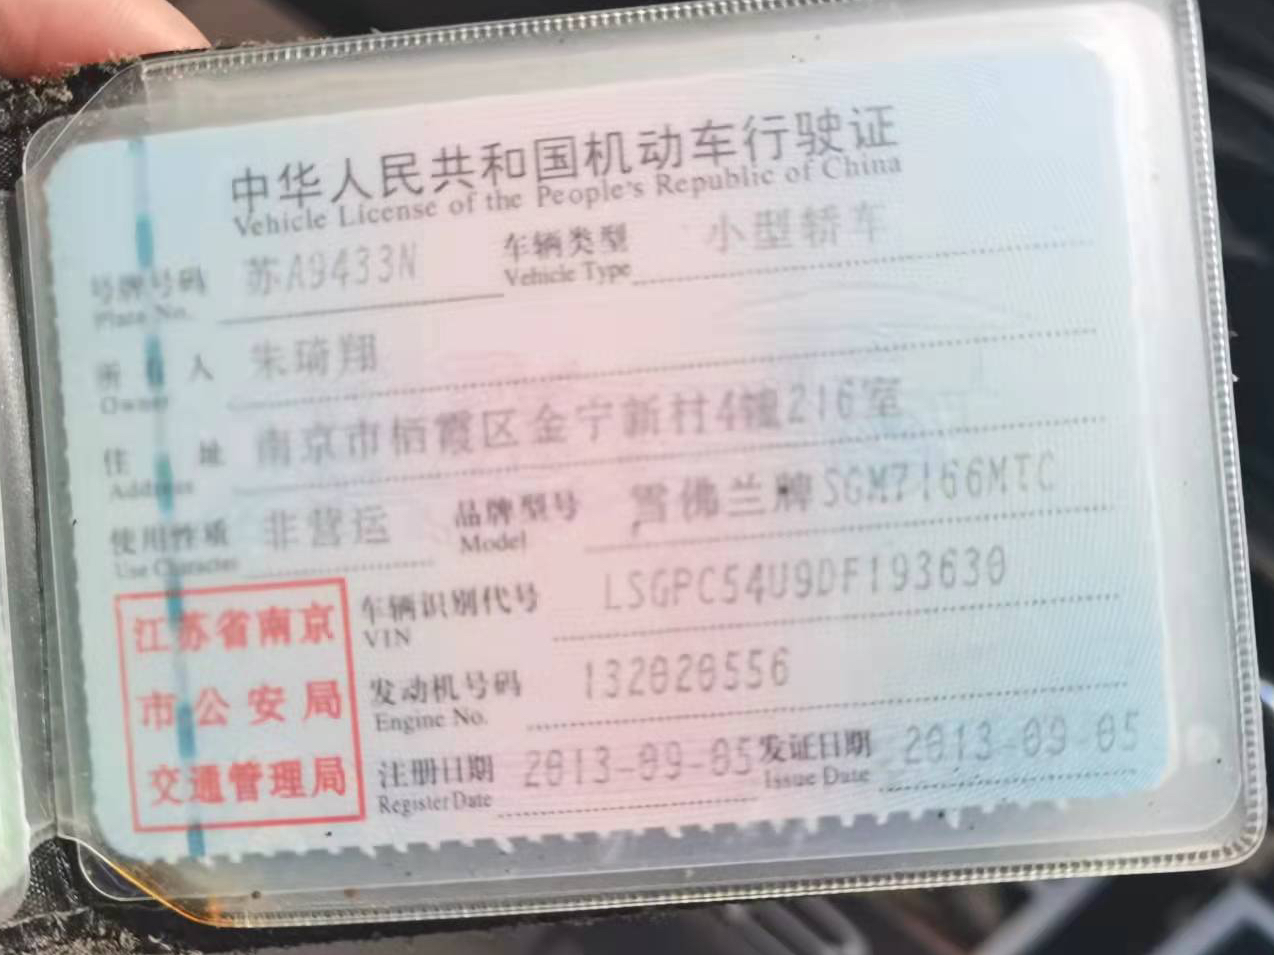 中华人民共和国机动车行驶证
Vehicle License of the People's Republic of China
号牌号码 苏A9433N 车辆类型 小型轿车
Plate No. Vehicle Type
所有人 朱琦翔
Owner
住址 南京市栖霞区金宁新村4幢216室
Address
使用性质 非营运 品牌型号 雪佛兰牌SGM7166MTC
Use Character Model
车辆识别代号 LSGPC54U9DF193630
VIN
发动机号码 132020556
Engine No.
注册日期 2013-09-05 发证日期 2013-09-05
Register Date Issue Date
江苏省南京
市公安局
交通管理局